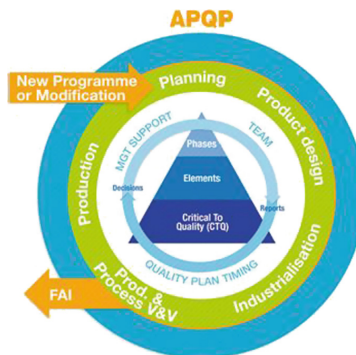 APQP
New Programme
or Modification
Planning
Product design
Industrialisation
Prod. &
Process V&V
Production
FAI
MGT SUPPORT
TEAM
QUALITY PLAN TIMING
Decisions
Reports
Phases
Elements
Critical To
Quality (CTQ)